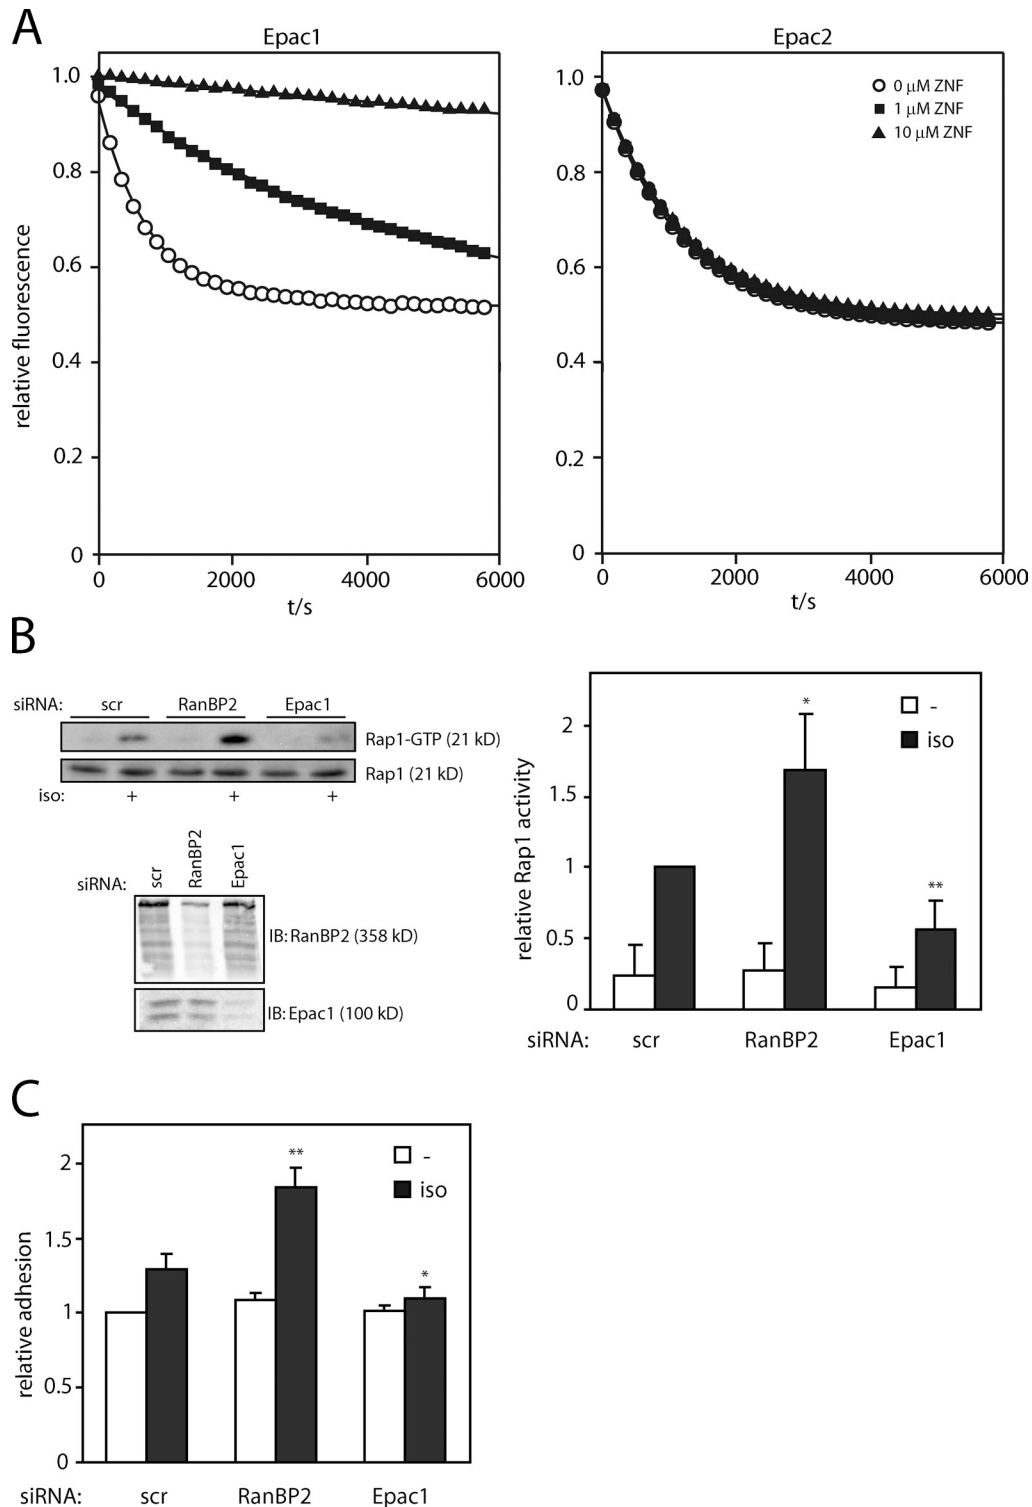 A
Epac1
Epac2
relative fluorescence
1.0
0.8
0.6
0.4
0.2
0
0 2000 4000 6000
t/s
1.0
0.8
0.6
0.4
0.2
0
0 2000 4000 6000
t/s
0 μM ZNF
1 μM ZNF
10 μM ZNF
B
siRNA: scr RanBP2 Epac1
Rap1-GTP (21 kD)
Rap1 (21 kD)
iso: + + +
siRNA: scr RanBP2 Epac1
IB: RanBP2 (358 kD)
IB: Epac1 (100 kD)
relative Rap1 activity
2
1.5
1
0.5
0
-
iso
*
**
siRNA: scr RanBP2 Epac1
C
relative adhesion
2
1.5
1
0.5
0
-
iso
**
*
siRNA: scr RanBP2 Epac1